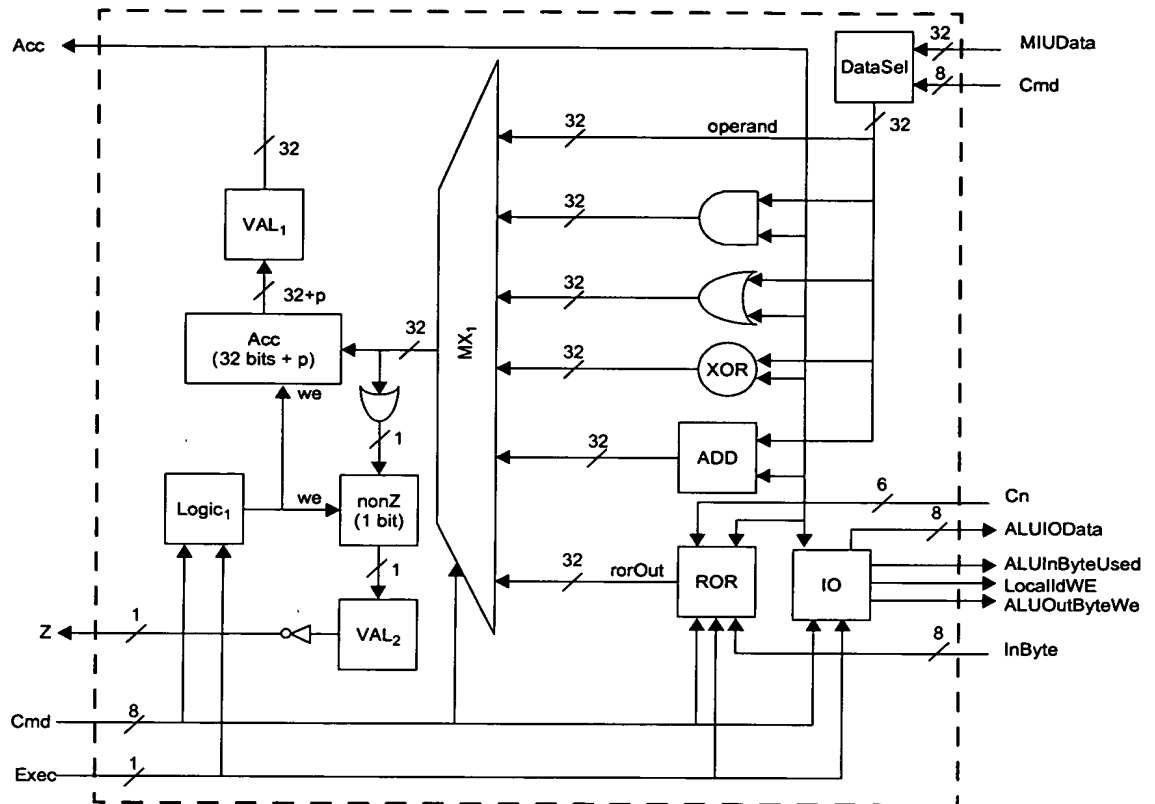 Acc
32
MIUData
DataSel
8
Cmd
32
32
operand
32
VAL₁
32
32+p
32
Acc
(32 bits + p)
32
MX₁
32
XOR
we
1
32
ADD
Logic₁
we
nonZ
(1 bit)
6
Cn
8
ALUIOData
1
32
rorOut
ROR
IO
ALUInByteUsed
LocalIdWE
ALUOutByteWe
Z
1
VAL₂
8
InByte
Cmd
8
Exec
1